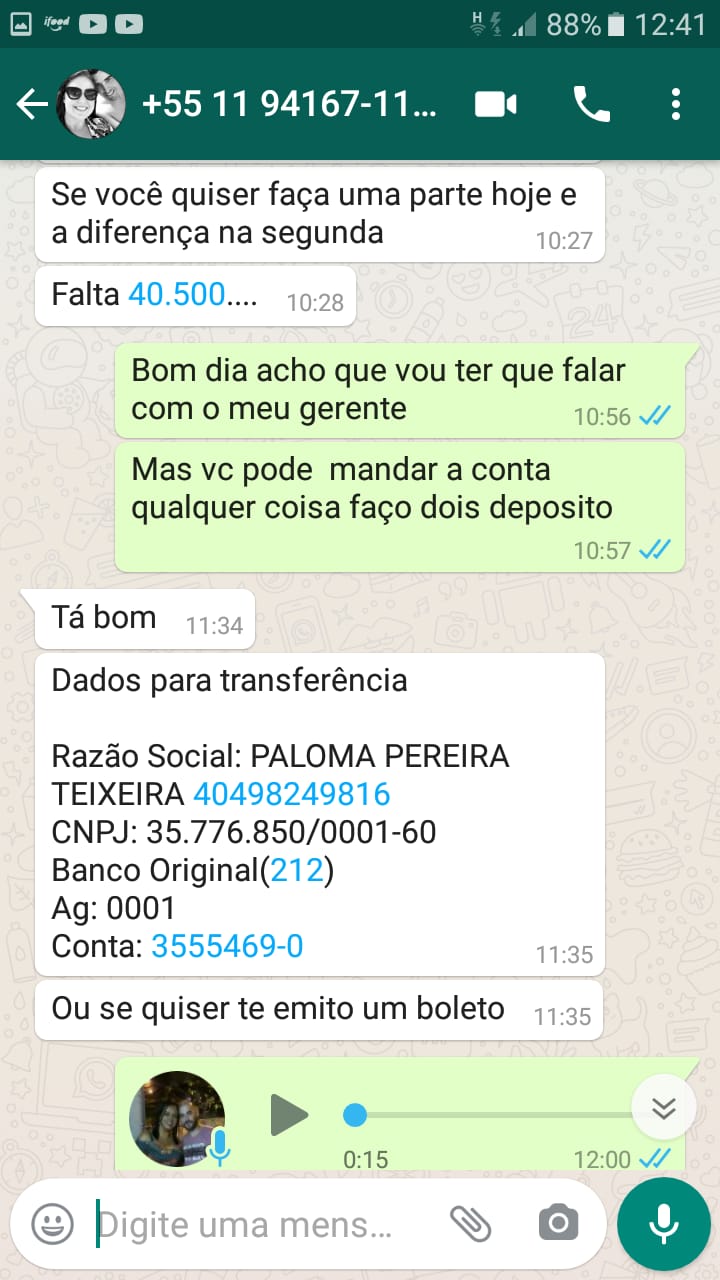 ifood
H
88%
12:41
+55 11 94167-11...
Se você quiser faça uma parte hoje e
a diferença na segunda
10:27
Falta 40.500....
10:28
Bom dia acho que vou ter que falar
com o meu gerente
10:56
Mas vc pode mandar a conta
qualquer coisa faço dois deposito
10:57
Tá bom
11:34
Dados para transferência
Razão Social: PALOMA PEREIRA
TEIXEIRA 40498249816
CNPJ: 35.776.850/0001-60
Banco Original(212)
Ag: 0001
Conta: 3555469-0
11:35
Ou se quiser te emito um boleto
11:35
0:15
12:00
Digite uma mens...